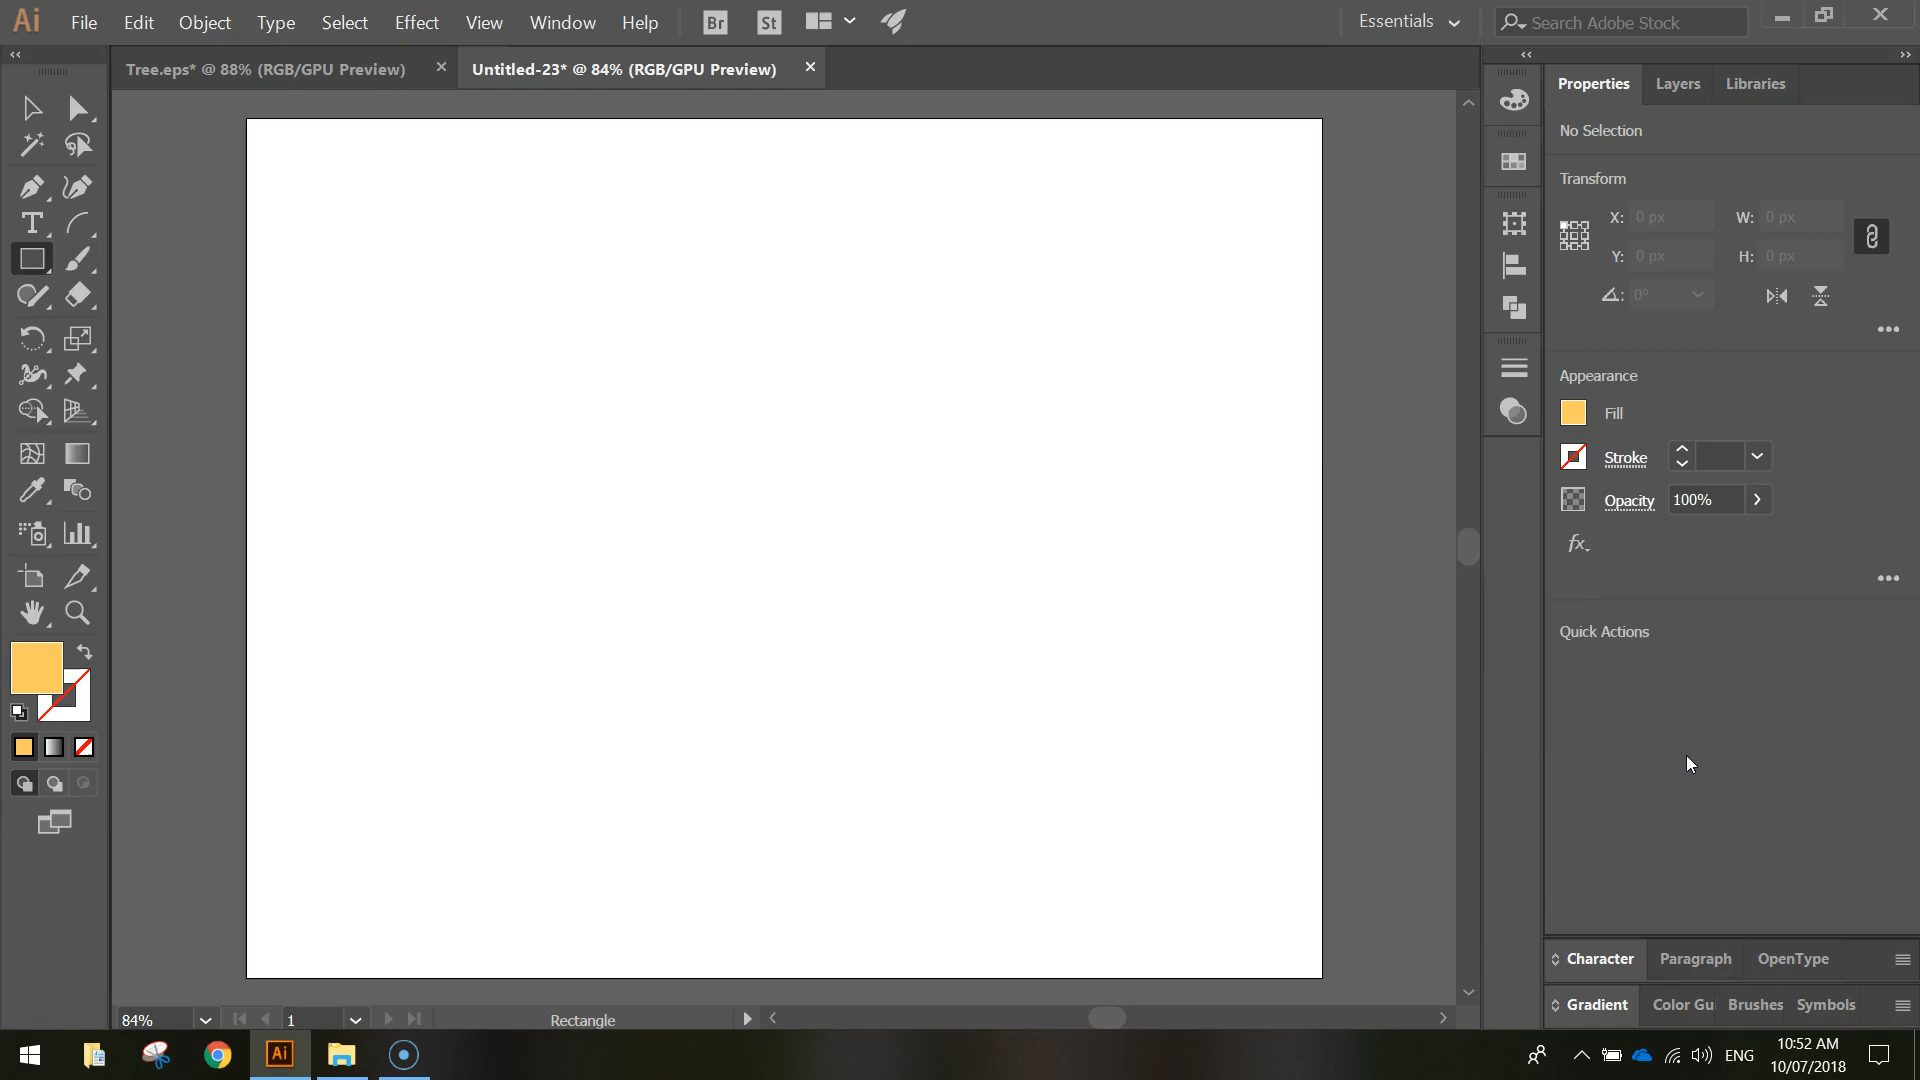 Ai File Edit Object Type Select Effect View Window Help Br St Essentials Search Adobe Stock
Tree.eps* @ 88% (RGB/GPU Preview) Untitled-23* @ 84% (RGB/GPU Preview)
Properties Layers Libraries
No Selection
Transform
X: 0 px W: 0 px
Y: 0 px H: 0 px
0°
Appearance
Fill
Stroke
Opacity 100%
fx.
Quick Actions
Character Paragraph OpenType
Gradient Color Gui Brushes Symbols
84% 1 Rectangle
Ai ENG 10:52 AM
10/07/2018